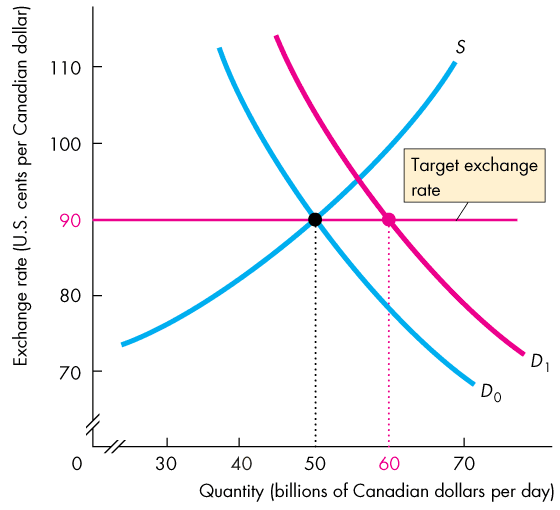 Exchange rate (U.S. cents per Canadian dollar)
110
100
90
80
70
0
S
Target exchange
rate
D1
D0
30
40
50
60
70
Quantity (billions of Canadian dollars per day)